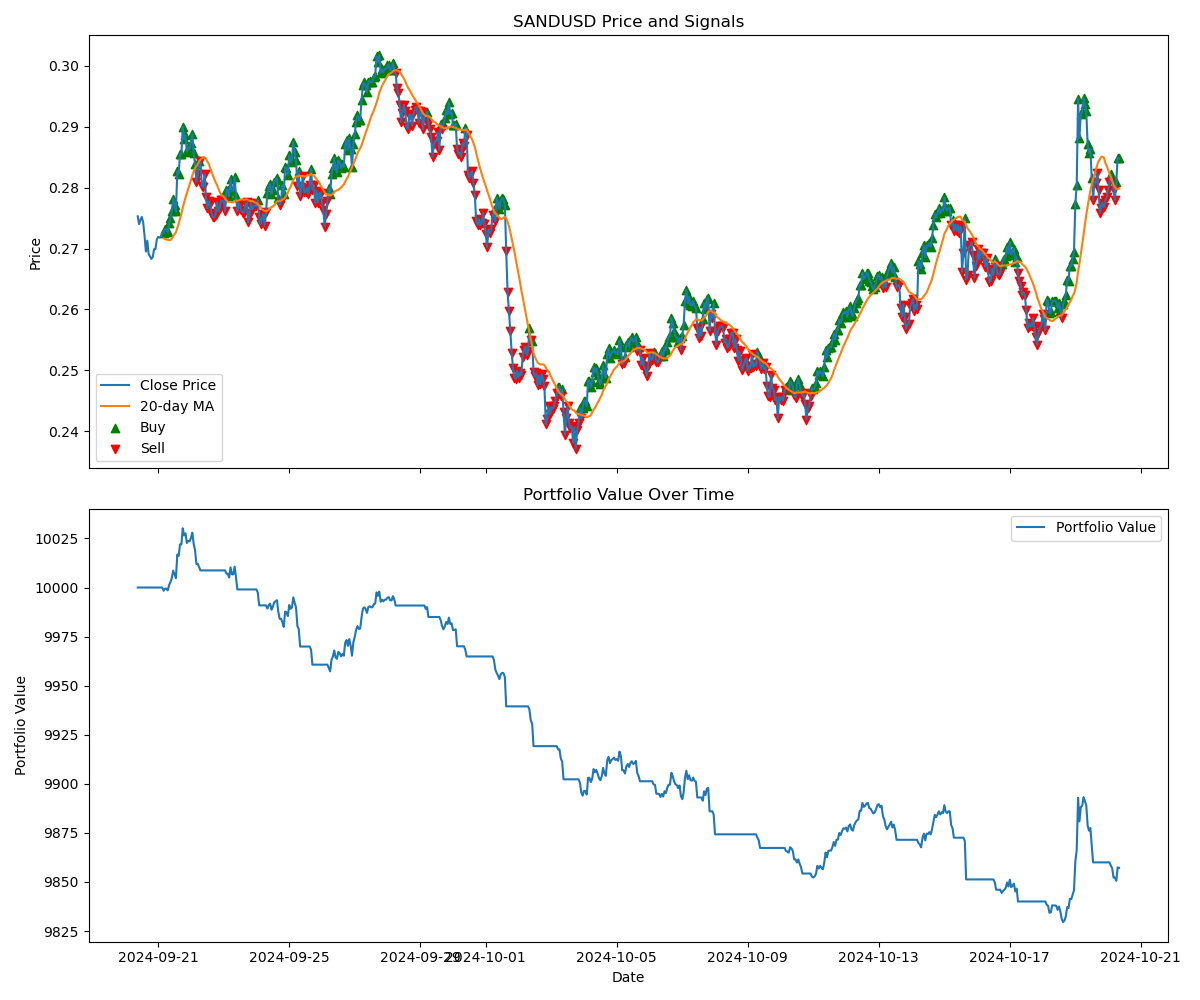 SANDUSD Price and Signals
0.30
0.29
0.28
0.27
0.26
0.25
0.24
Price
Close Price
20-day MA
Buy
Sell
Portfolio Value Over Time
Portfolio Value
10025
10000
9975
9950
9925
9900
9875
9850
9825
Portfolio Value
2024-09-21 2024-09-25 2024-09-29 2024-10-01 2024-10-05 2024-10-09 2024-10-13 2024-10-17 2024-10-21
Date